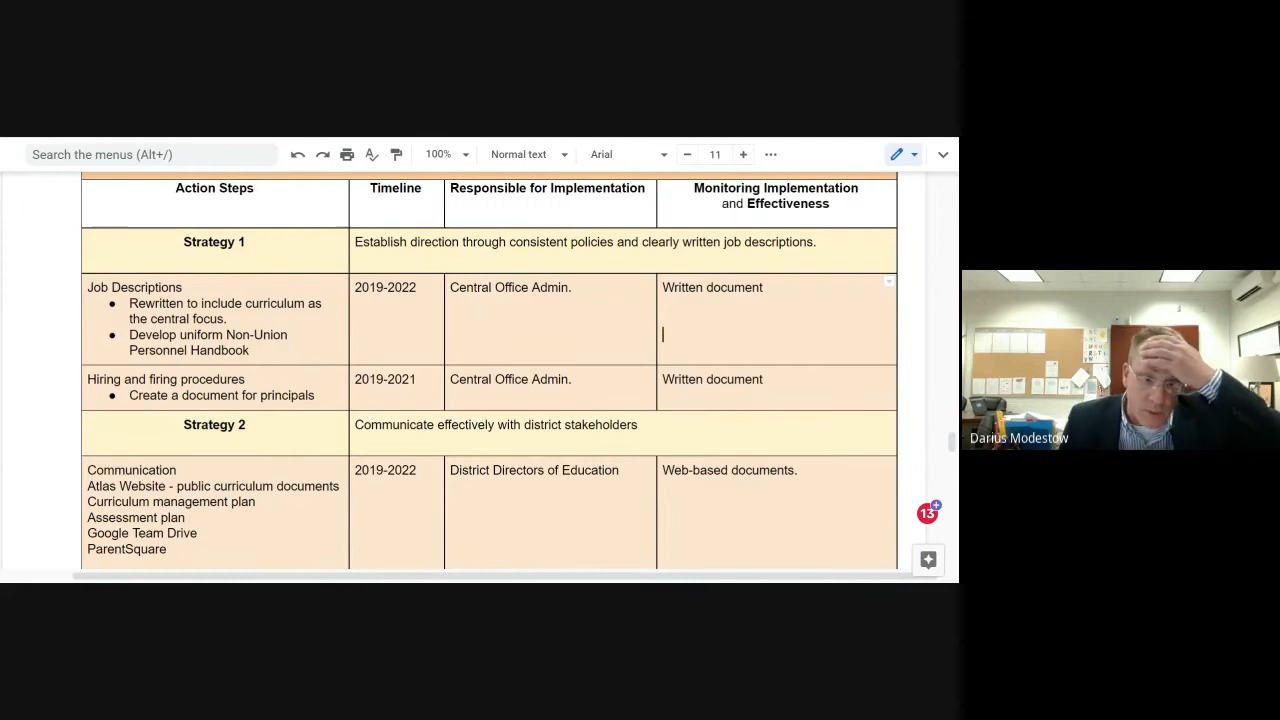 Search the menus (Alt+/)
100%
Normal text
Arial
11
Action Steps
Timeline
Responsible for Implementation
Monitoring Implementation
and Effectiveness
Strategy 1
Establish direction through consistent policies and clearly written job descriptions.
Job Descriptions
● Rewritten to include curriculum as
the central focus.
● Develop uniform Non-Union
Personnel Handbook
2019-2022
Central Office Admin.
Written document
Hiring and firing procedures
● Create a document for principals
2019-2021
Central Office Admin.
Written document
Strategy 2
Communicate effectively with district stakeholders
Communication
Atlas Website - public curriculum documents
Curriculum management plan
Assessment plan
Google Team Drive
ParentSquare
2019-2022
District Directors of Education
Web-based documents.
13
Darius Modestow